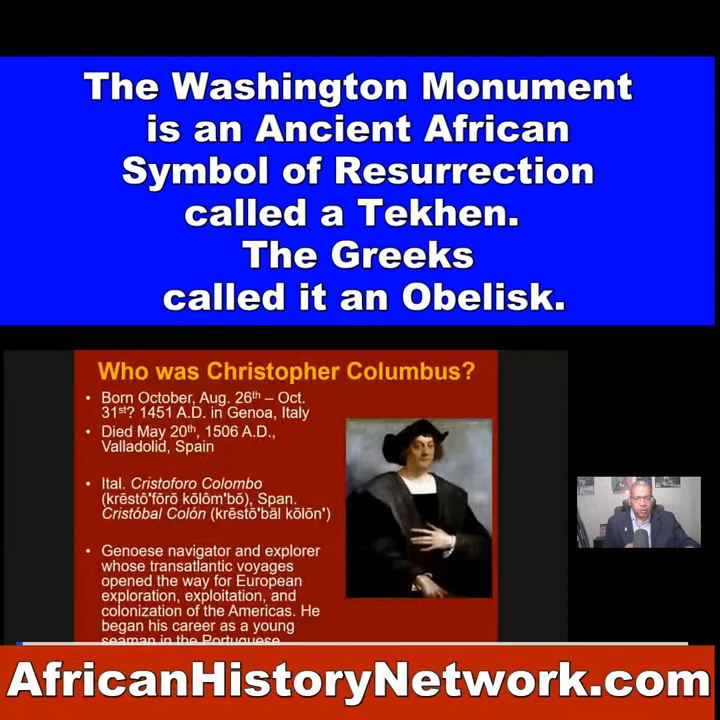 The Washington Monument
is an Ancient African
Symbol of Resurrection
called a Tekhen.
The Greeks
called it an Obelisk.
Who was Christopher Columbus?
• Born October, Aug. 26th – Oct.
31st? 1451 A.D. in Genoa, Italy
• Died May 20th, 1506 A.D.,
Valladolid, Spain
• Ital. Cristoforo Colombo
(krēstô'fōrō kōlôm'bō), Span.
Cristóbal Colón (krēstō'bäl kōlōn')
• Genoese navigator and explorer
whose transatlantic voyages
opened the way for European
exploration, exploitation, and
colonization of the Americas. He
began his career as a young
seaman in the Portuguese
AfricanHistoryNetwork.com